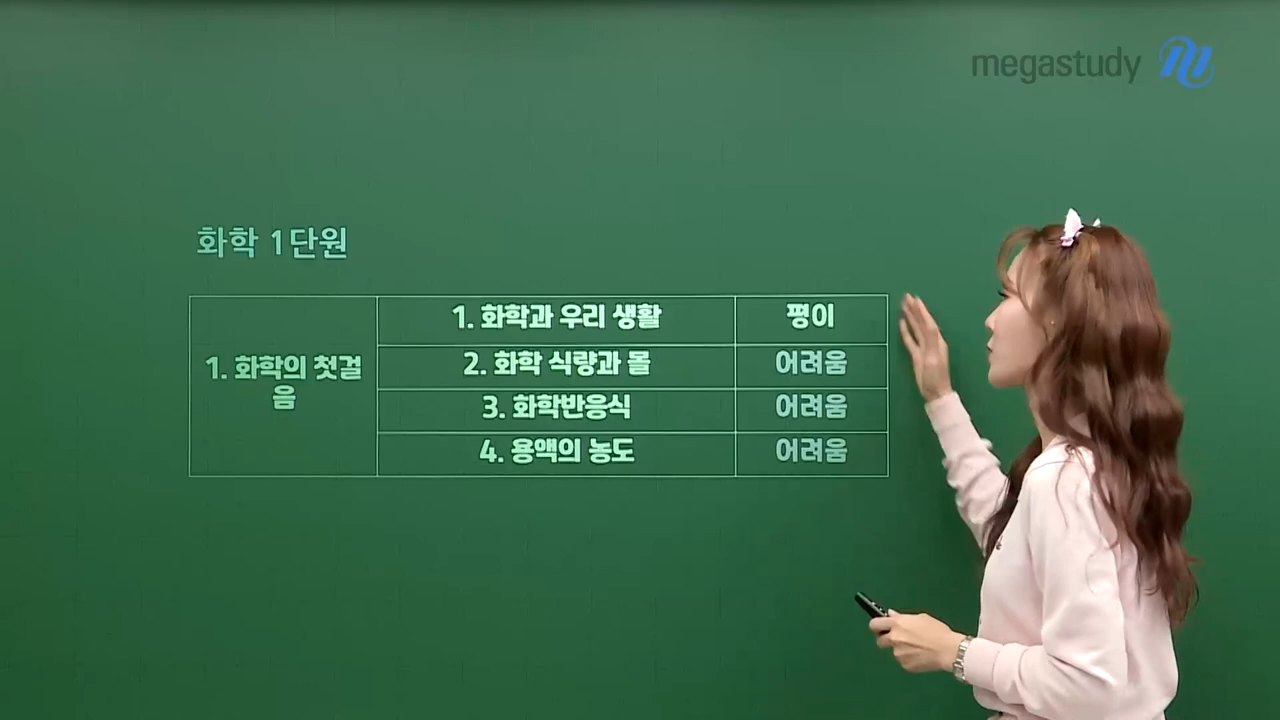 megastudy
화학 1단원
1. 화학의 첫걸
음
1. 화학과 우리 생활
평이
2. 화학 식량과 몰
어려움
3. 화학반응식
어려움
4. 용액의 농도
어려움